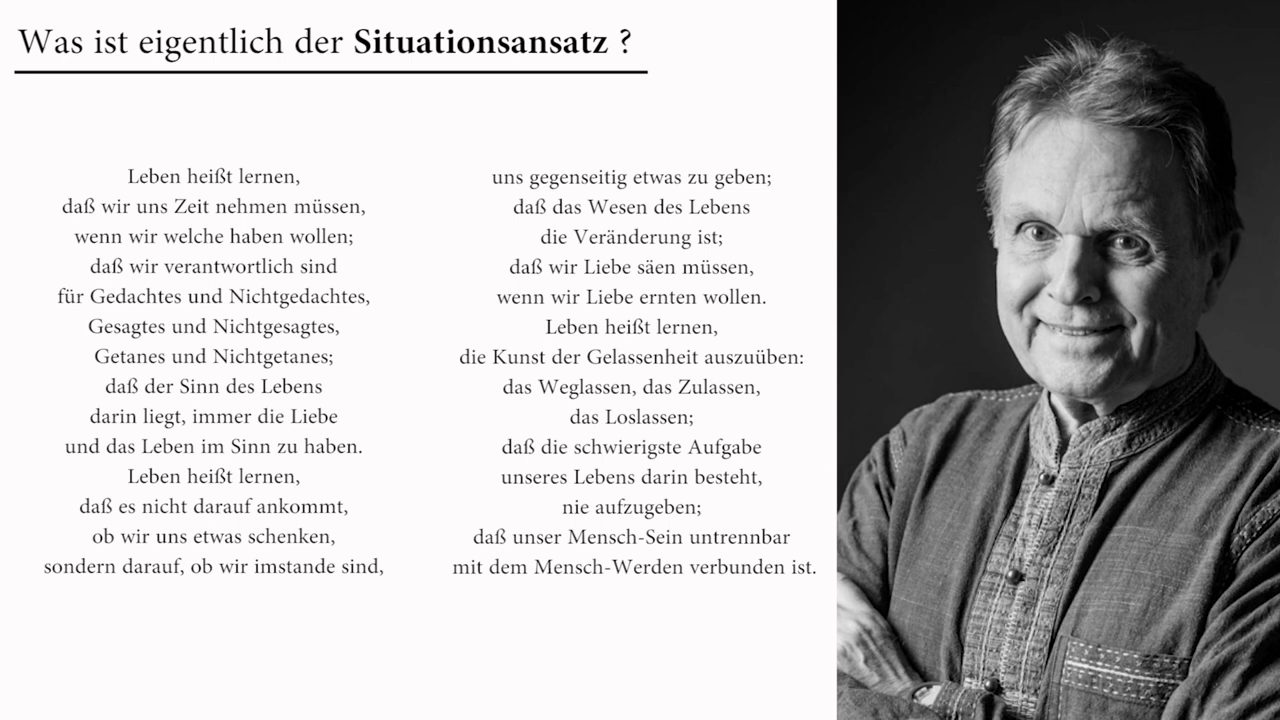 Was ist eigentlich der Situationsansatz ?
Leben heißt lernen,
daß wir uns Zeit nehmen müssen,
wenn wir welche haben wollen;
daß wir verantwortlich sind
für Gedachtes und Nichtgedachtes,
Gesagtes und Nichtgesagtes,
Getanes und Nichtgetanes;
daß der Sinn des Lebens
darin liegt, immer die Liebe
und das Leben im Sinn zu haben.
Leben heißt lernen,
daß es nicht darauf ankommt,
ob wir uns etwas schenken,
sondern darauf, ob wir imstande sind,
uns gegenseitig etwas zu geben;
daß das Wesen des Lebens
die Veränderung ist;
daß wir Liebe säen müssen,
wenn wir Liebe ernten wollen.
Leben heißt lernen,
die Kunst der Gelassenheit auszuüben:
das Weglassen, das Zulassen,
das Loslassen;
daß die schwierigste Aufgabe
unseres Lebens darin besteht,
nie aufzugeben;
daß unser Mensch-Sein untrennbar
mit dem Mensch-Werden verbunden ist.